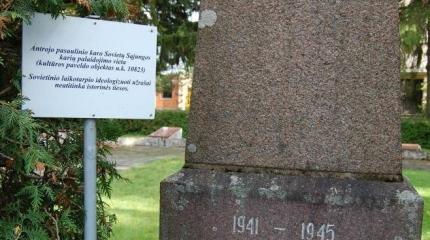 Antrojo pasaulinio karo Sovietų Sąjungos
karių palaidojimo vieta
(kultūros paveldo objektas u.k. 10823)
Sovietinio laikotarpio ideologizuoti užrašai
neatitinka istorinės tiesos.
1941 – 1945